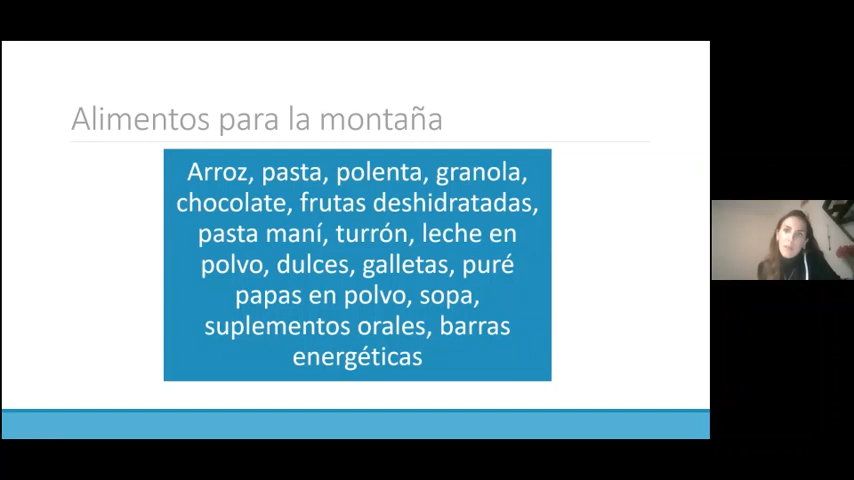 Alimentos para la montaña
Arroz, pasta, polenta, granola,
chocolate, frutas deshidratadas,
pasta maní, turrón, leche en
polvo, dulces, galletas, puré
papas en polvo, sopa,
suplementos orales, barras
energéticas